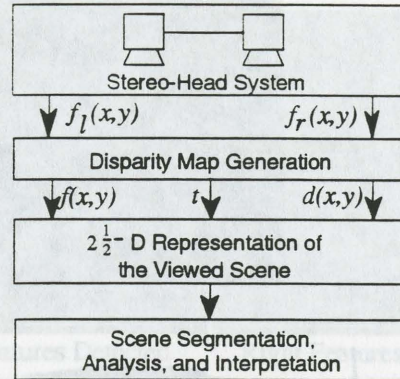 Stereo-Head System
f_l(x,y) f_r(x,y)
Disparity Map Generation
f(x,y) t d(x,y)
2 1/2- D Representation of
the Viewed Scene
Scene Segmentation,
Analysis, and Interpretation